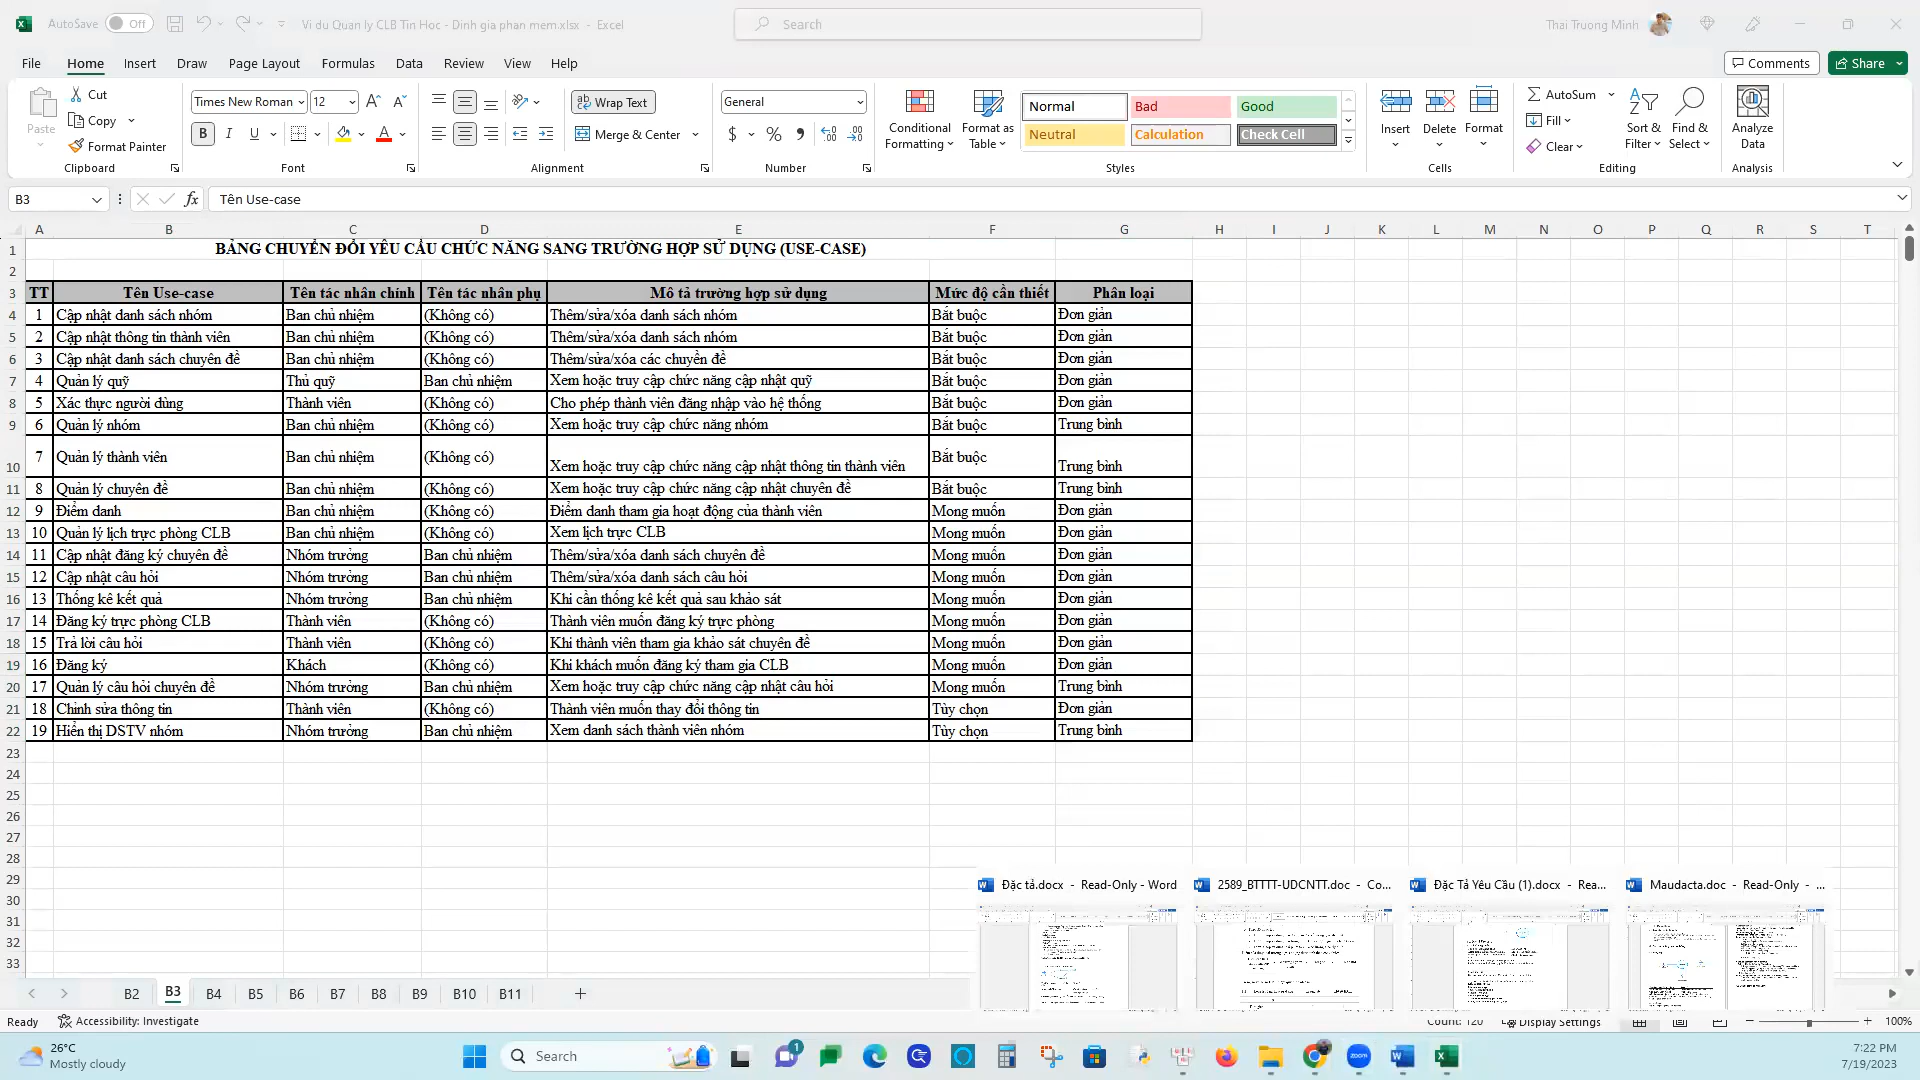 AutoSave Off Vi du Quan ly CLB Tin Hoc - Dinh gia phan mem.xlsx - Excel Search Thai Truong Minh
File Home Insert Draw Page Layout Formulas Data Review View Help Comments Share
Paste Cut Copy Format Painter Clipboard
Times New Roman 12 B I U Font
Wrap Text Merge & Center Alignment
General $ % Number
Conditional Formatting Format as Table Normal Bad Good Neutral Calculation Check Cell Styles
Insert Delete Format Cells
AutoSum Fill Clear Sort & Filter Find & Select Editing
Analyze Data Analysis
B3 fx Tên Use-case
A B C D E F G H I J K L M N O P Q R S T
1 BẢNG CHUYỂN ĐỔI YÊU CẦU CHỨC NĂNG SANG TRƯỜNG HỢP SỬ DỤNG (USE-CASE)
2
3 TT Tên Use-case Tên tác nhân chính Tên tác nhân phụ Mô tả trường hợp sử dụng Mức độ cần thiết Phân loại
4 1 Cập nhật danh sách nhóm Ban chủ nhiệm (Không có) Thêm/sửa/xóa danh sách nhóm Bắt buộc Đơn giản
5 2 Cập nhật thông tin thành viên Ban chủ nhiệm (Không có) Thêm/sửa/xóa danh sách nhóm Bắt buộc Đơn giản
6 3 Cập nhật danh sách chuyên đề Ban chủ nhiệm (Không có) Thêm/sửa/xóa các chuyền đề Bắt buộc Đơn giản
7 4 Quản lý quỹ Thủ quỹ Ban chủ nhiệm Xem hoặc truy cập chức năng cập nhật quỹ Bắt buộc Đơn giản
8 5 Xác thực người dùng Thành viên (Không có) Cho phép thành viên đăng nhập vào hệ thống Bắt buộc Đơn giản
9 6 Quản lý nhóm Ban chủ nhiệm (Không có) Xem hoặc truy cập chức năng nhóm Bắt buộc Trung bình
10 7 Quản lý thành viên Ban chủ nhiệm (Không có) Xem hoặc truy cập chức năng cập nhật thông tin thành viên Bắt buộc Trung bình
11 8 Quản lý chuyên đề Ban chủ nhiệm (Không có) Xem hoặc truy cập chức năng cập nhật chuyên đề Bắt buộc Trung bình
12 9 Điểm danh Ban chủ nhiệm (Không có) Điểm danh tham gia hoạt động của thành viên Mong muốn Đơn giản
13 10 Quản lý lịch trực phòng CLB Ban chủ nhiệm (Không có) Xem lịch trực CLB Mong muốn Đơn giản
14 11 Cập nhật đăng ký chuyên đề Nhóm trưởng Ban chủ nhiệm Thêm/sửa/xóa danh sách chuyên đề Mong muốn Đơn giản
15 12 Cập nhật câu hỏi Nhóm trưởng Ban chủ nhiệm Thêm/sửa/xóa danh sách câu hỏi Mong muốn Đơn giản
16 13 Thống kê kết quả Nhóm trưởng Ban chủ nhiệm Khi cần thống kê kết quả sau khảo sát Mong muốn Đơn giản
17 14 Đăng ký trực phòng CLB Thành viên (Không có) Thành viên muốn đăng ký trực phòng Mong muốn Đơn giản
18 15 Trả lời câu hỏi Thành viên (Không có) Khi thành viên tham gia khảo sát chuyên đề Mong muốn Đơn giản
19 16 Đăng ký Khách (Không có) Khi khách muốn đăng ký tham gia CLB Mong muốn Đơn giản
20 17 Quản lý câu hỏi chuyên đề Nhóm trưởng Ban chủ nhiệm Xem hoặc truy cập chức năng cập nhật câu hỏi Mong muốn Trung bình
21 18 Chỉnh sửa thông tin Thành viên (Không có) Thành viên muốn thay đổi thông tin Tùy chọn Đơn giản
22 19 Hiển thị DSTV nhóm Nhóm trưởng Ban chủ nhiệm Xem danh sách thành viên nhóm Tùy chọn Trung bình
23
24
25
26
27
28
29
30
31
32
33
Đặc tả.docx - Read-Only - Word 2589_BTTTT-UDCNTT.doc - Co... Đặc Tả Yêu Cầu (1).docx - Rea... Maudacta.doc - Read-Only - ...
B2 B3 B4 B5 B6 B7 B8 B9 B10 B11
Ready Accessibility: Investigate Count: 120 Display Settings 100%
26°C
Mostly cloudy
Search
1
zoom
7:22 PM
7/19/2023